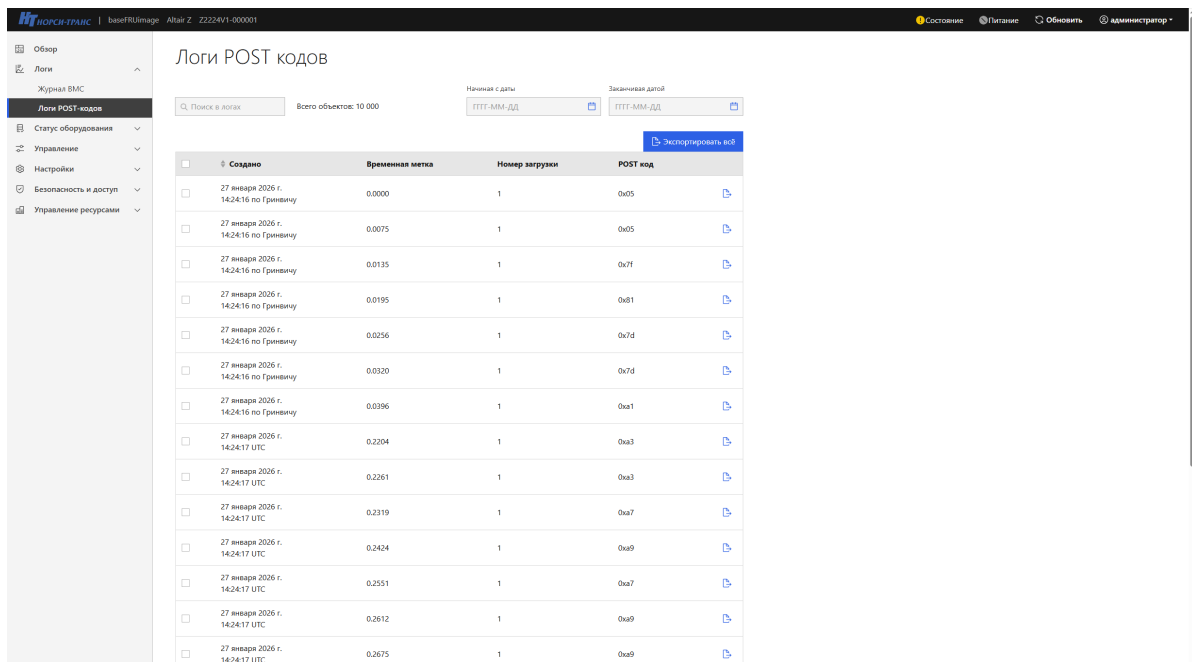 НТ НОРСИ-ТРАНС | baseFRUimage Altair Z Z2224V1-000001
Состояние Питание Обновить администратор
Обзор
Логи
Журнал BMC
Логи POST-кодов
Статус оборудования
Управление
Настройки
Безопасность и доступ
Управление ресурсами
Логи POST кодов
Начиная с даты Заканчивая датой
Поиск в логах Всего объектов: 10 000 ГГГГ-ММ-ДД ГГГГ-ММ-ДД
Экспортировать всё
Создано Временная метка Номер загрузки POST код
27 января 2026 г.
14:24:16 по Гринвичу 0.0000 1 0x05
27 января 2026 г.
14:24:16 по Гринвичу 0.0075 1 0x05
27 января 2026 г.
14:24:16 по Гринвичу 0.0135 1 0x7f
27 января 2026 г.
14:24:16 по Гринвичу 0.0195 1 0x81
27 января 2026 г.
14:24:16 по Гринвичу 0.0256 1 0x7d
27 января 2026 г.
14:24:16 по Гринвичу 0.0320 1 0x7d
27 января 2026 г.
14:24:16 по Гринвичу 0.0396 1 0xa1
27 января 2026 г.
14:24:17 UTC 0.2204 1 0xa3
27 января 2026 г.
14:24:17 UTC 0.2261 1 0xa3
27 января 2026 г.
14:24:17 UTC 0.2319 1 0xa7
27 января 2026 г.
14:24:17 UTC 0.2424 1 0xa9
27 января 2026 г.
14:24:17 UTC 0.2551 1 0xa7
27 января 2026 г.
14:24:17 UTC 0.2612 1 0xa9
27 января 2026 г.
14:24:17 UTC 0.2675 1 0xa9